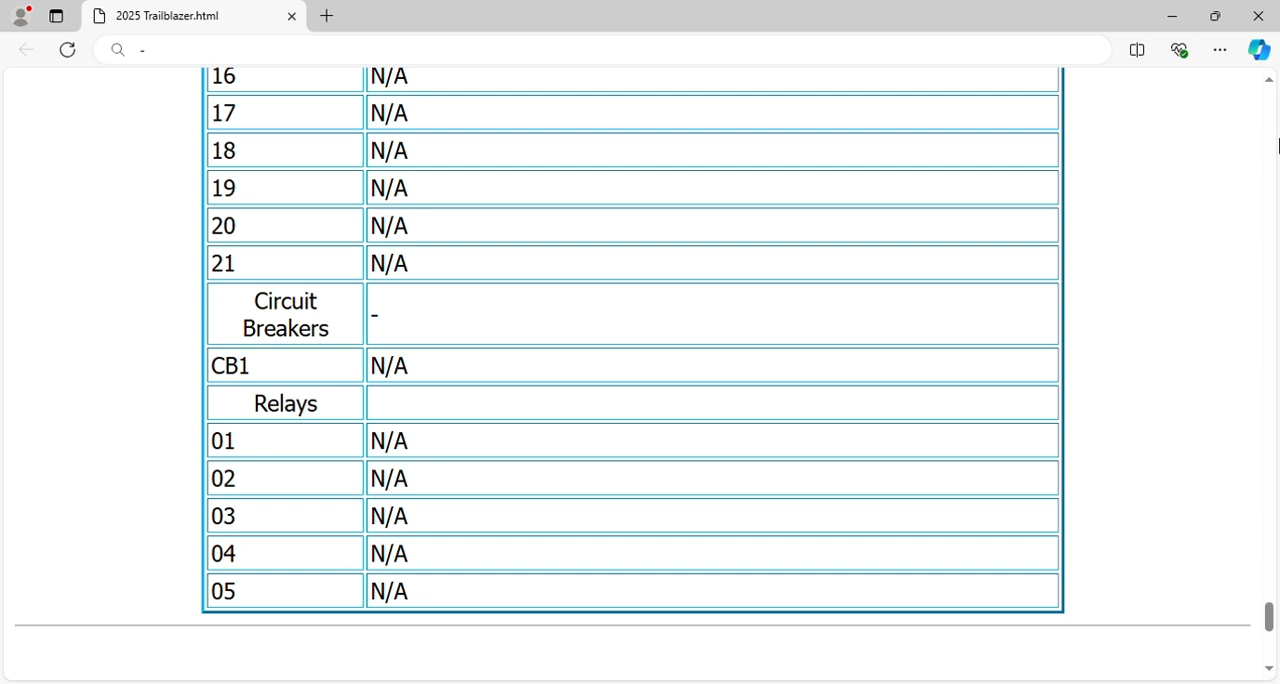 2025 Trailblazer.html
-
16 N/A
17 N/A
18 N/A
19 N/A
20 N/A
21 N/A
Circuit
Breakers
-
CB1 N/A
Relays
01 N/A
02 N/A
03 N/A
04 N/A
05 N/A